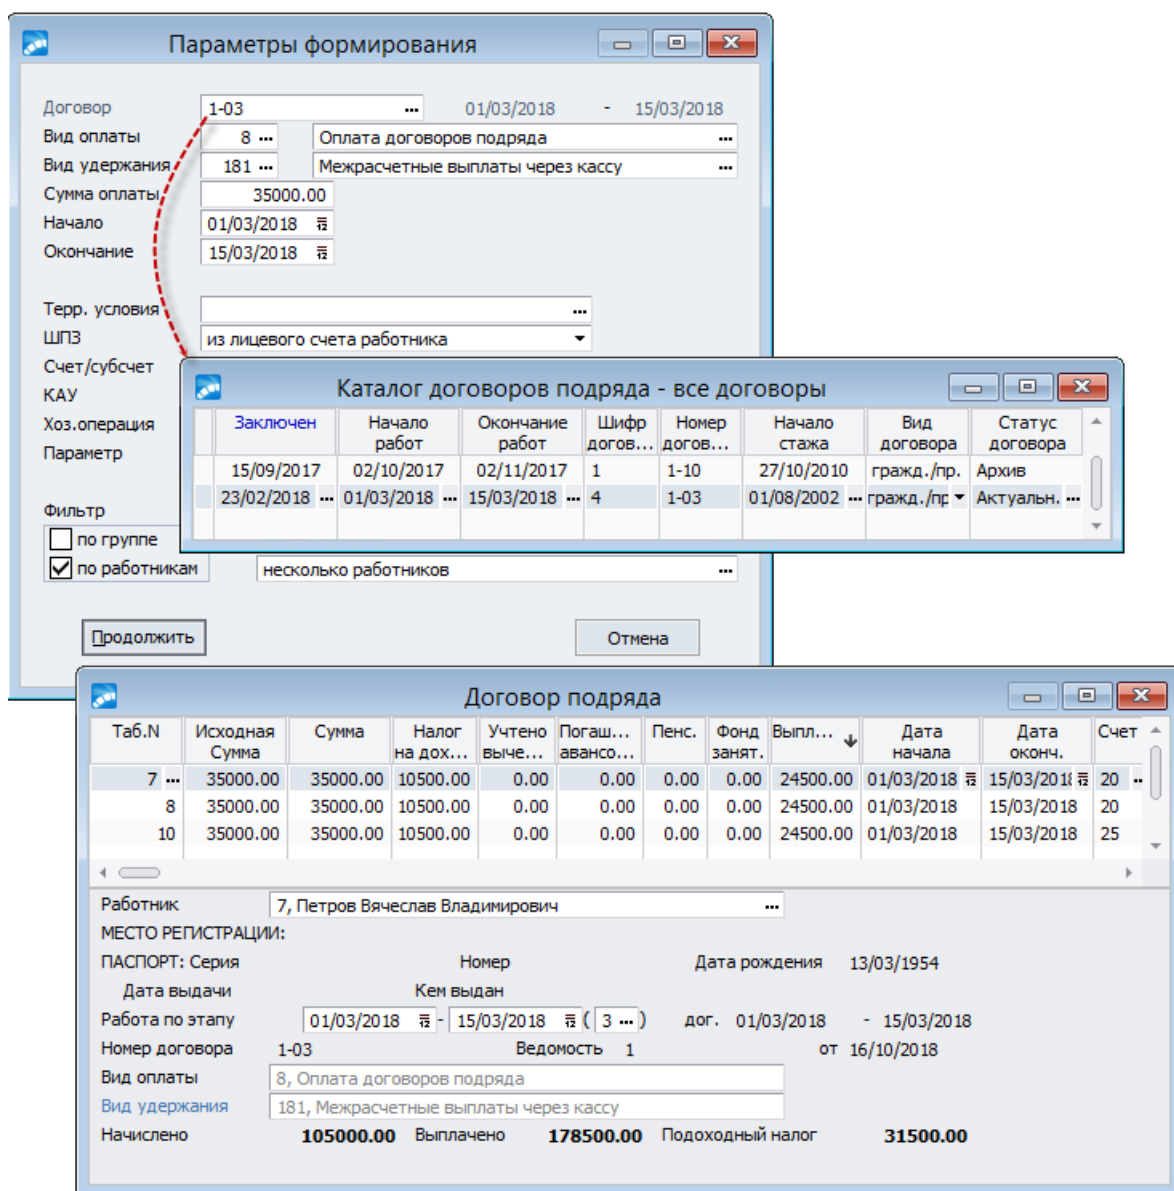 Параметры формирования
Договор 1-03 ... 01/03/2018 - 15/03/2018
Вид оплаты 8 ... Оплата договоров подряда ...
Вид удержания 181 ... Межрасчетные выплаты через кассу ...
Сумма оплаты 35000.00
Начало 01/03/2018 12
Окончание 15/03/2018 12
Терр. условия ...
ШПЗ из лицевого счета работника
Счет/субсчет
КАУ
Хоз.операция
Параметр
Фильтр
по группе
по работникам несколько работников ...
Продолжить Отмена
Каталог договоров подряда - все договоры
Заключен Начало работ Окончание работ Шифр догов... Номер догов... Начало стажа Вид договора Статус договора
15/09/2017 02/10/2017 02/11/2017 1 1-10 27/10/2010 гражд./пр. Архив
23/02/2018 ... 01/03/2018 ... 15/03/2018 ... 4 1-03 01/08/2002 ... гражд./пр Актуальн. ...
Договор подряда
Таб.N Исходная Сумма Сумма Налог на дох... Учтено выче... Погаш... авансо... Пенс. Фонд занят. Выпл... Дата начала Дата оконч. Счет
7 ... 35000.00 35000.00 10500.00 0.00 0.00 0.00 0.00 24500.00 01/03/2018 12 15/03/2018 12 20 ..
8 35000.00 35000.00 10500.00 0.00 0.00 0.00 0.00 24500.00 01/03/2018 15/03/2018 20
10 35000.00 35000.00 10500.00 0.00 0.00 0.00 0.00 24500.00 01/03/2018 15/03/2018 25
Работник 7, Петров Вячеслав Владимирович ...
МЕСТО РЕГИСТРАЦИИ:
ПАСПОРТ: Серия Номер Дата рождения 13/03/1954
Дата выдачи Кем выдан
Работа по этапу 01/03/2018 12 - 15/03/2018 12 ( 3 ... ) дог. 01/03/2018 - 15/03/2018
Номер договора 1-03 Ведомость 1 от 16/10/2018
Вид оплаты 8, Оплата договоров подряда
Вид удержания 181, Межрасчетные выплаты через кассу
Начислено 105000.00 Выплачено 178500.00 Подоходный налог 31500.00